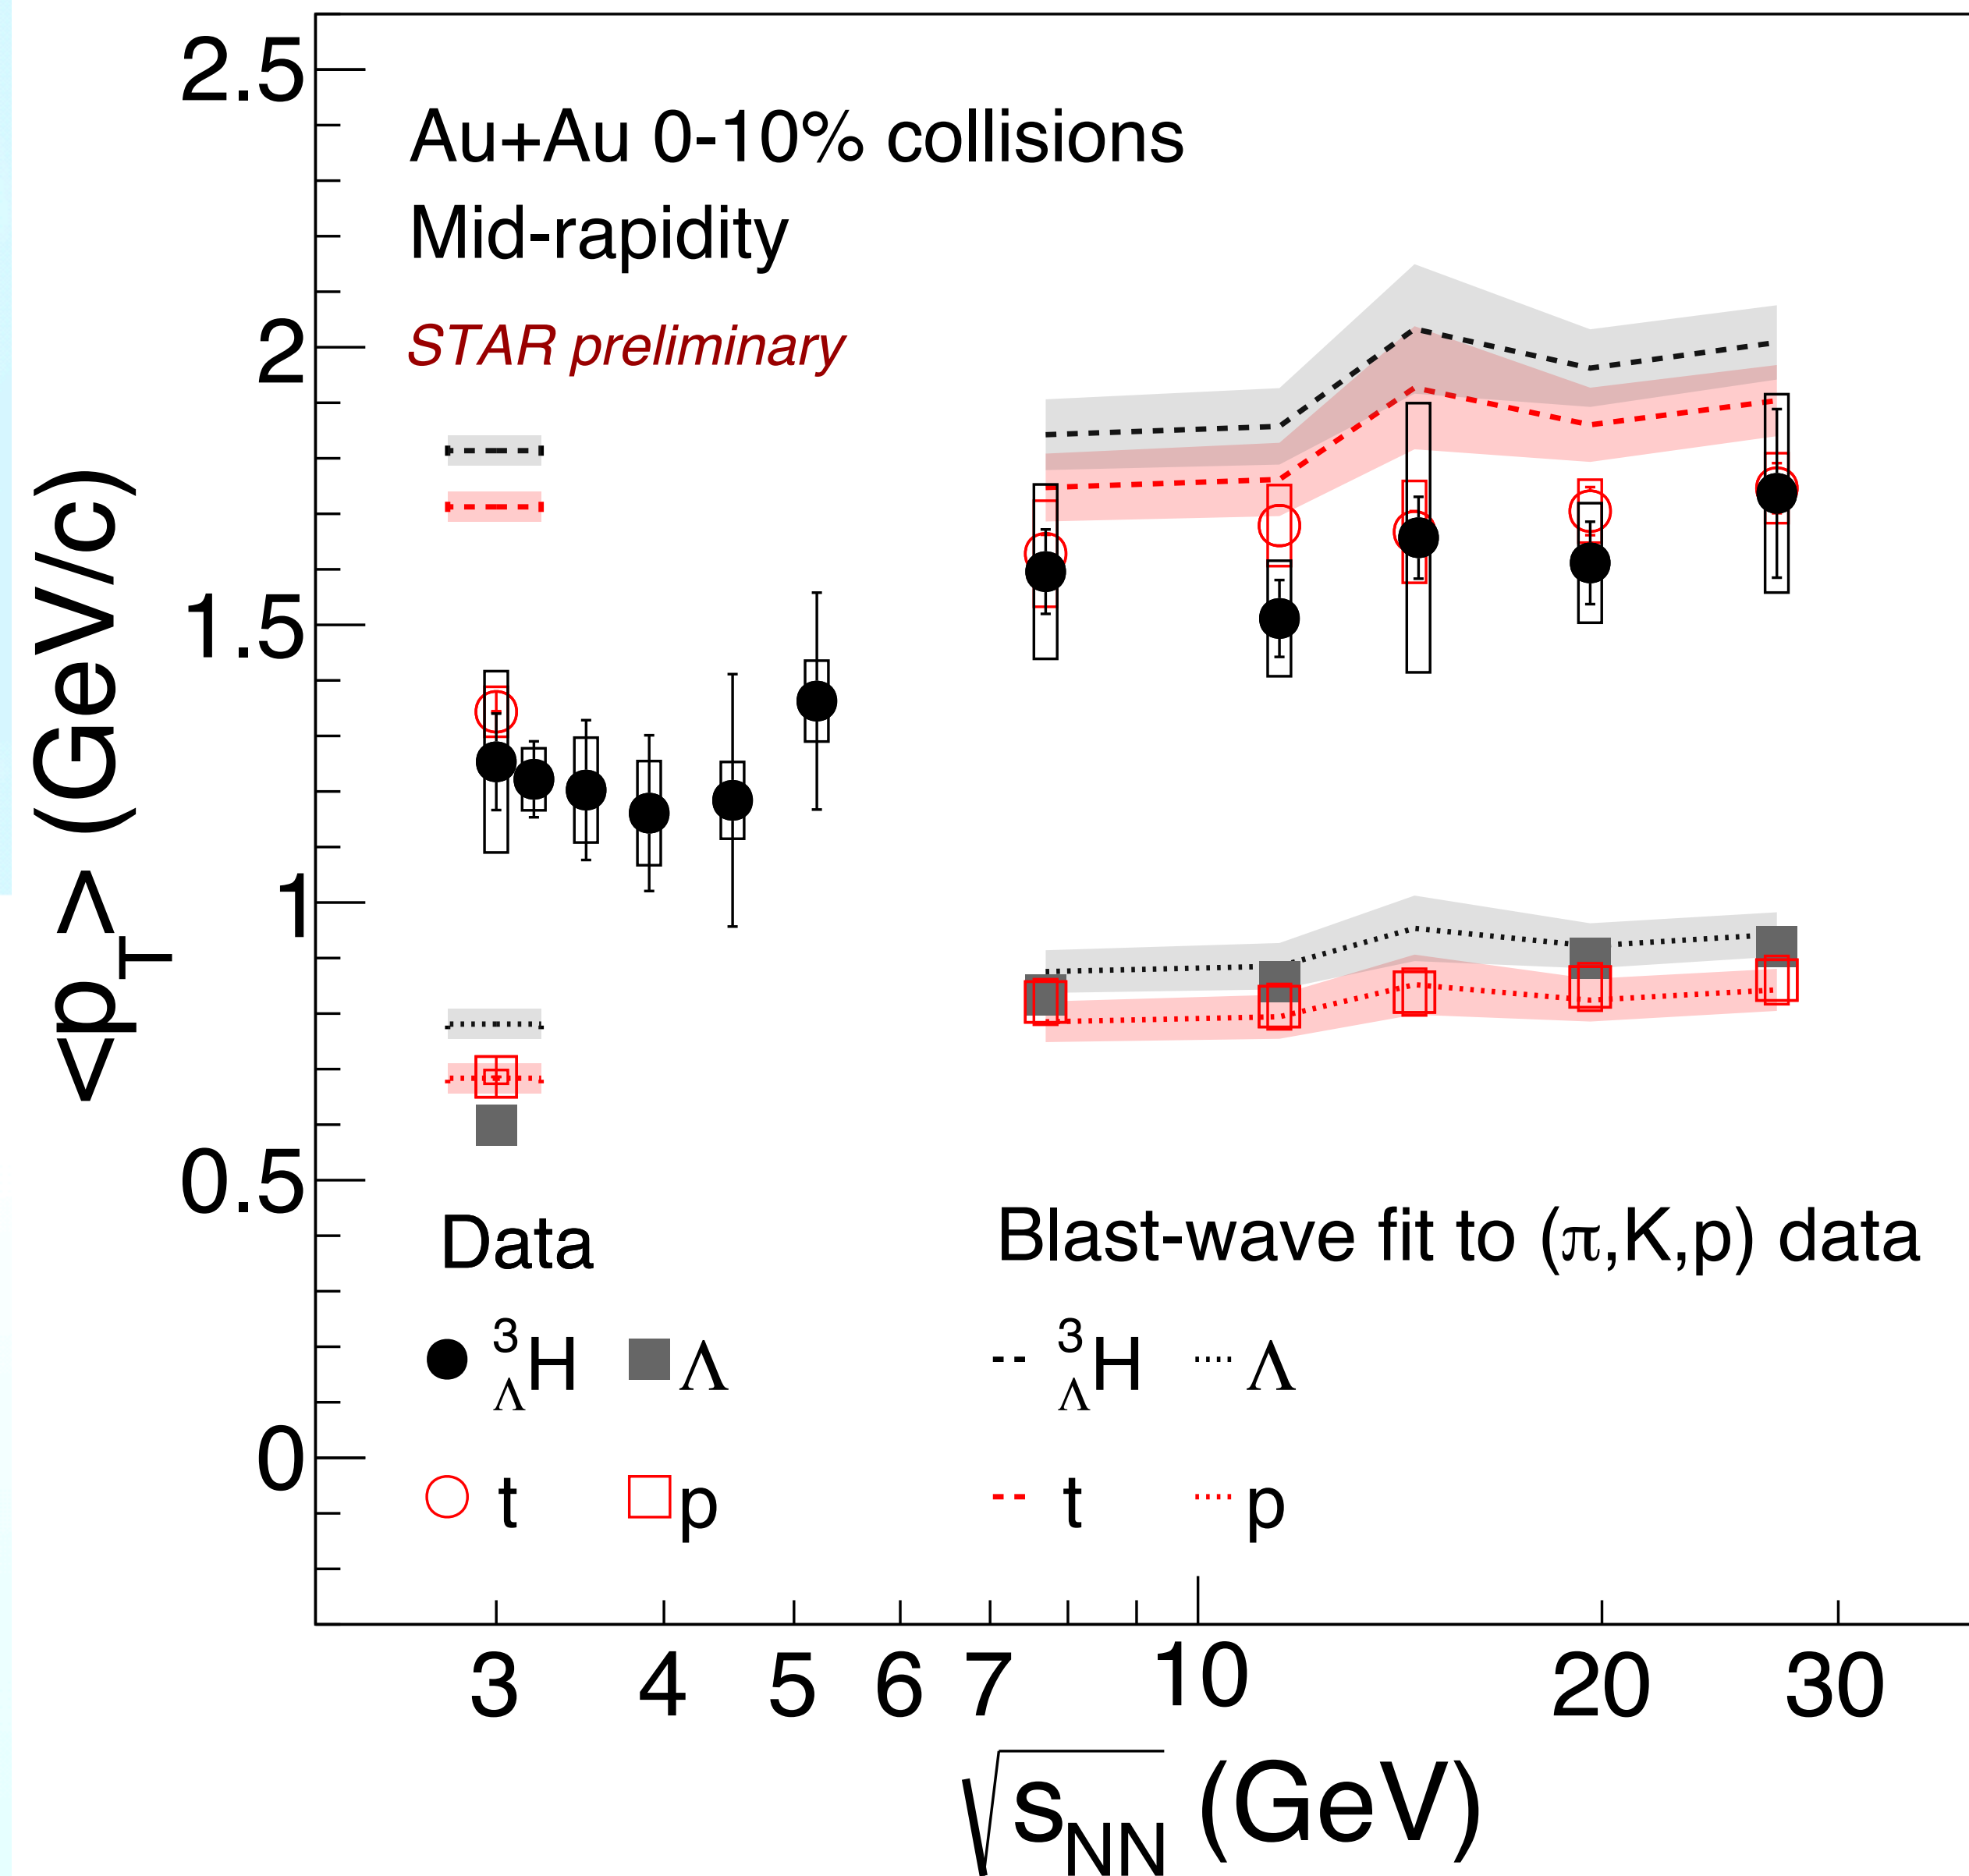 2.5
Au+Au 0-10% collisions
Mid-rapidity
2
STAR preliminary
1.5
1
0.5
0
<p_T> (GeV/c)
Data
Blast-wave fit to (π,K,p) data
³_ΛH Λ
³_ΛH Λ
t p
t p
3 4 5 6 7 10 20 30
√s_NN (GeV)